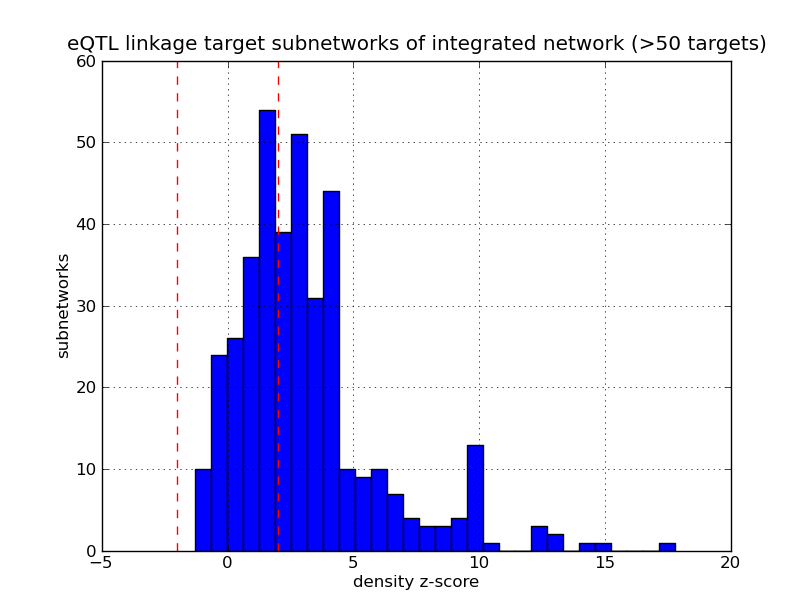 eQTL linkage target subnetworks of integrated network (>50 targets)
60
50
40
30
20
10
0
subnetworks
−5 0 5 10 15 20
density z-score